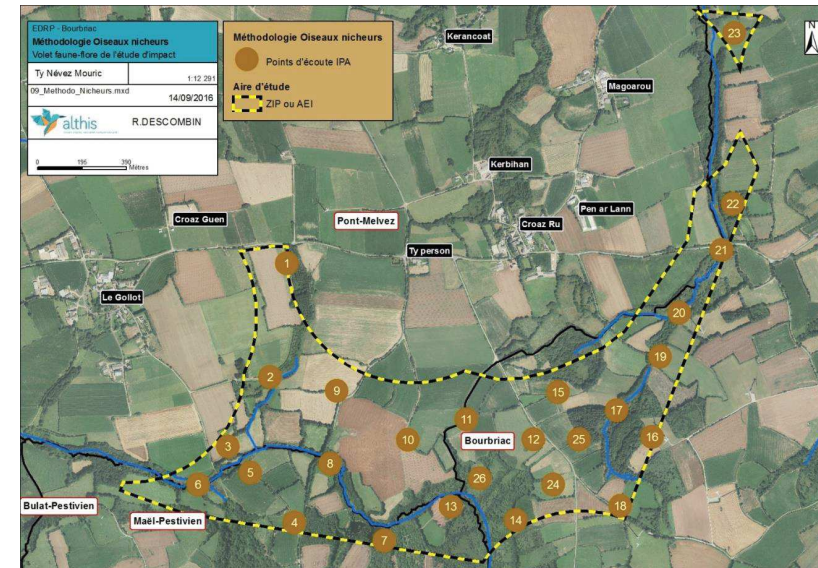 EDRP - Bourbriac
Méthodologie Oiseaux nicheurs
Volet faune-flore de l'étude d'impact
Ty Névez Mouric
1:12 291
09_Methodo_Nicheurs.mxd
14/09/2016
althis
R.DESCOMBIN
0 195 390
Mètres
Méthodologie Oiseaux nicheurs
Points d'écoute IPA
Aire d'étude
ZIP ou AEI
N
Kerancoat
23
Magoarou
Kerbihan
22
Pen ar Lann
Croaz Guen
Pont-Melvez
Croaz Ru
Ty person
21
1
Le Gollot
20
19
2
9
15
17
11
3
10
Bourbriac
12
25
16
8
5
6
26
24
Bulat-Pestivien
13
18
Maël-Pestivien
4
14
7